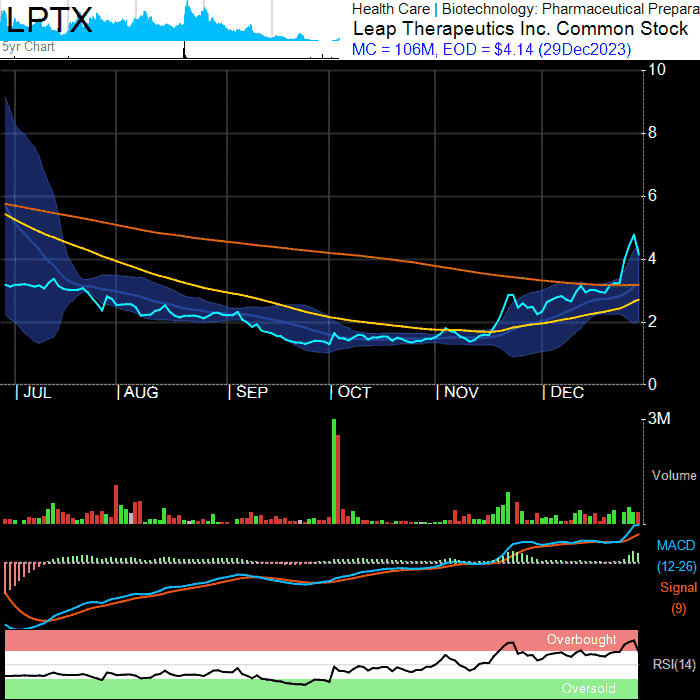 LPTX
5yr Chart
Health Care | Biotechnology: Pharmaceutical Prepara
Leap Therapeutics Inc. Common Stock
MC = 106M, EOD = $4.14 (29Dec2023)
10
8
6
4
2
0
| JUL | AUG | SEP | OCT | NOV | DEC
3M
Volume
MACD
(12-26)
Signal
(9)
Overbought
RSI(14)
Oversold